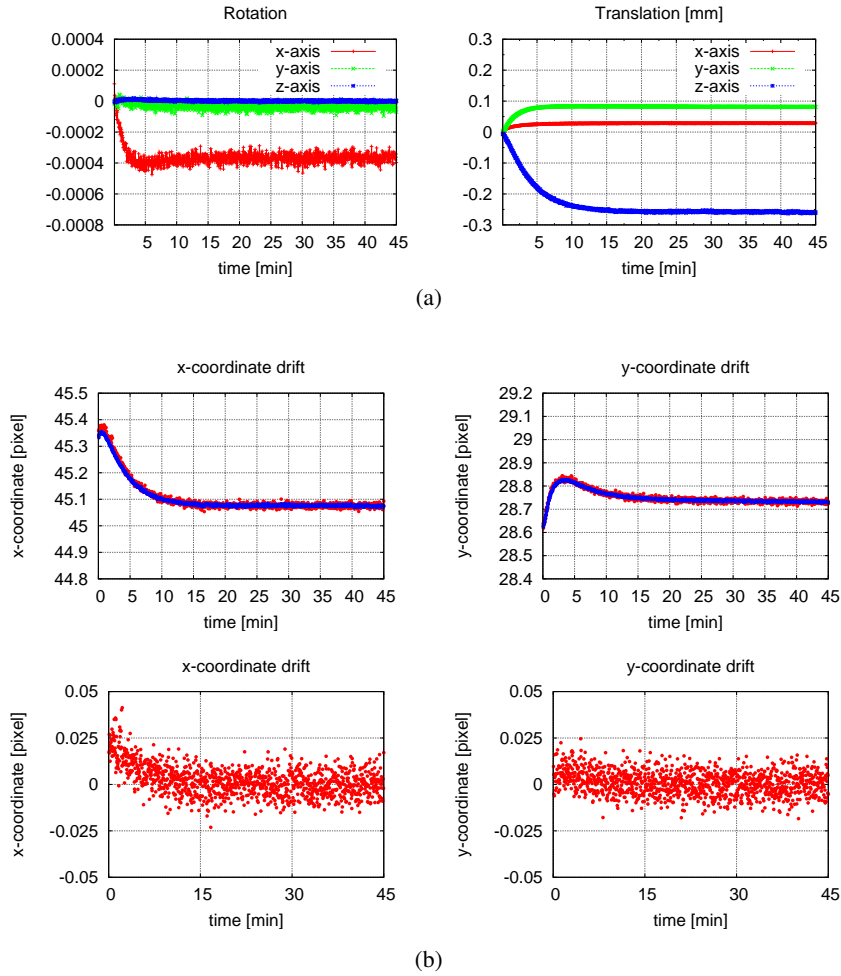 Rotation
0.0004
0.0002
0
-0.0002
-0.0004
-0.0006
-0.0008
x-axis
y-axis
z-axis
5 10 15 20 25 30 35 40 45
time [min]
Translation [mm]
0.3
0.2
0.1
0
-0.1
-0.2
-0.3
x-axis
y-axis
z-axis
5 10 15 20 25 30 35 40 45
time [min]
(a)
x-coordinate drift
x-coordinate [pixel]
45.5
45.4
45.3
45.2
45.1
45
44.9
44.8
0 5 10 15 20 25 30 35 40 45
time [min]
y-coordinate drift
y-coordinate [pixel]
29.2
29.1
29
28.9
28.8
28.7
28.6
28.5
28.4
0 5 10 15 20 25 30 35 40 45
time [min]
x-coordinate drift
x-coordinate [pixel]
0.05
0.025
0
-0.025
-0.05
0 15 30 45
time [min]
y-coordinate drift
y-coordinate [pixel]
0.05
0.025
0
-0.025
-0.05
0 15 30 45
time [min]
(b)